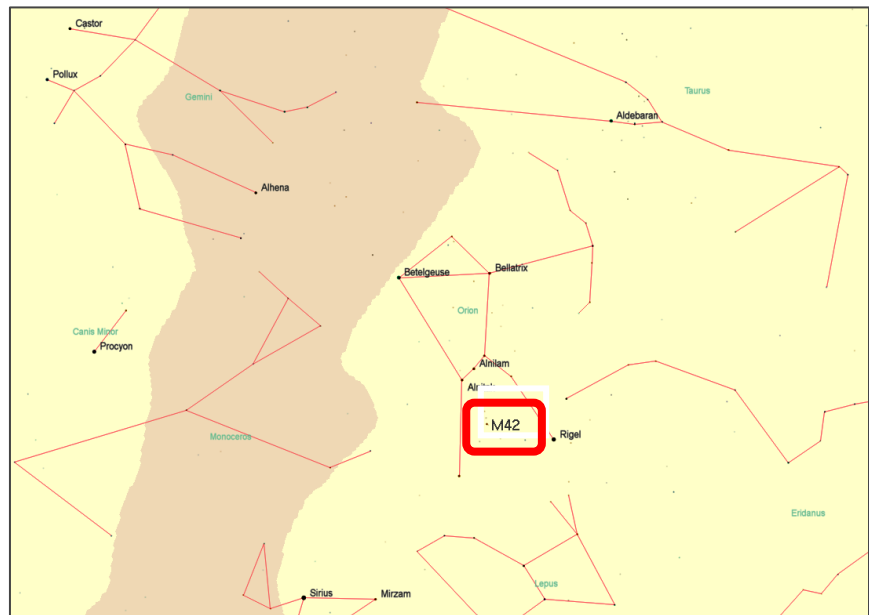 Castor
Pollux
Gemini
Taurus
Aldebaran
Alhena
Betelgeuse
Bellatrix
Orion
Canis Minor
Procyon
Alnilam
M42
Rigel
Monoceros
Eridanus
Lepus
Sirius
Mirzam